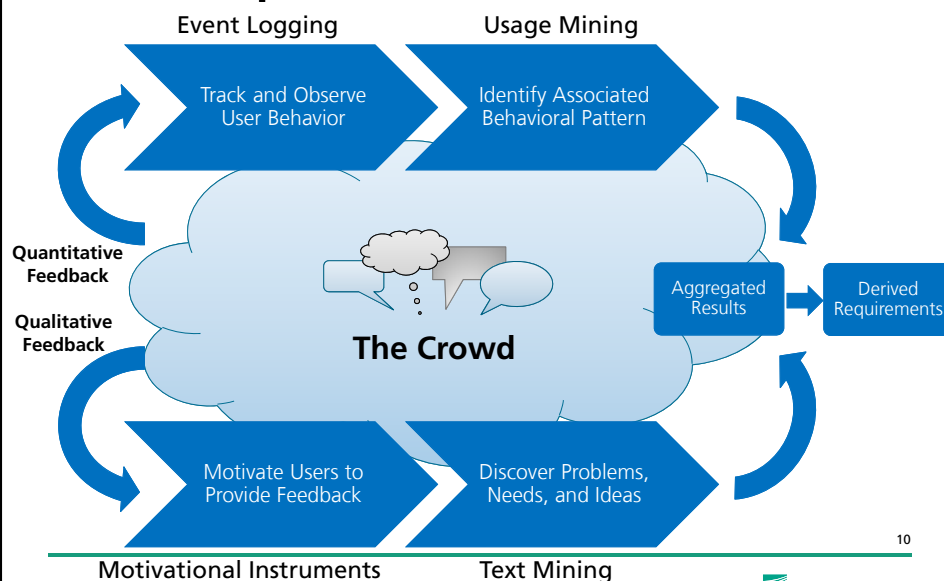 Event Logging
Usage Mining
Track and Observe
User Behavior
Identify Associated
Behavioral Pattern
Quantitative
Feedback
Qualitative
Feedback
The Crowd
Aggregated
Results
Derived
Requirements
Motivate Users to
Provide Feedback
Discover Problems,
Needs, and Ideas
10
Motivational Instruments
Text Mining